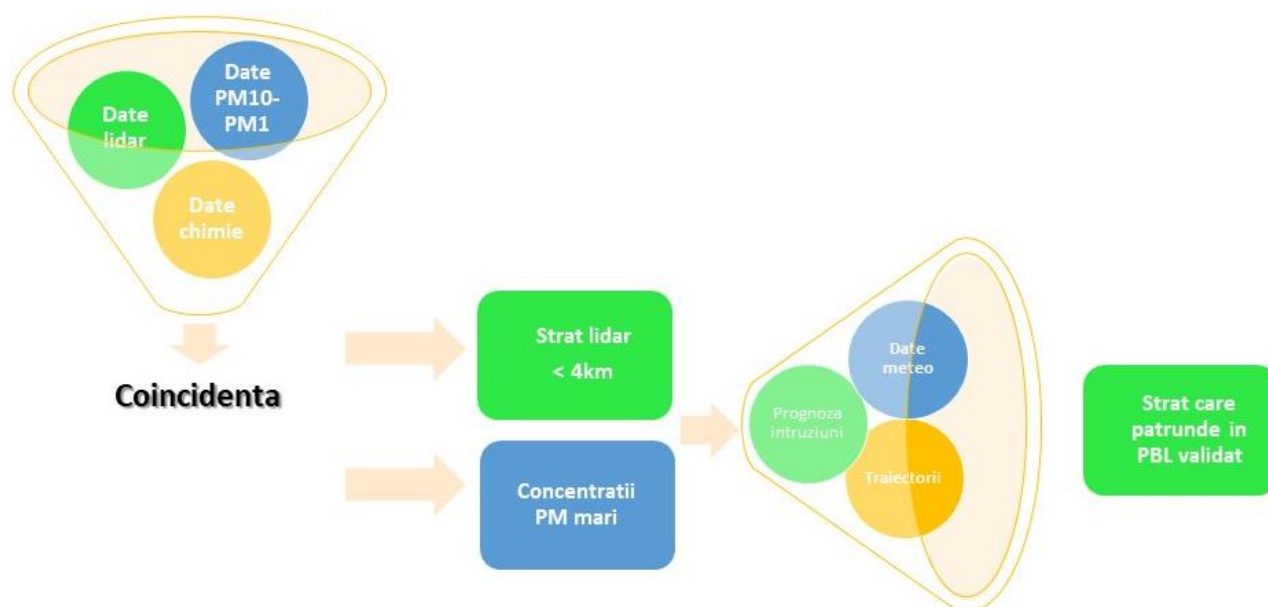 Date
lidar
Date
PM10-
PM1
Date
chimie
Coincidenta
Strat lidar
< 4km
Concentratii
PM mari
Date
meteo
Prognoza
intruziuni
Traiectorii
Strat care
patrunde in
PBL validat